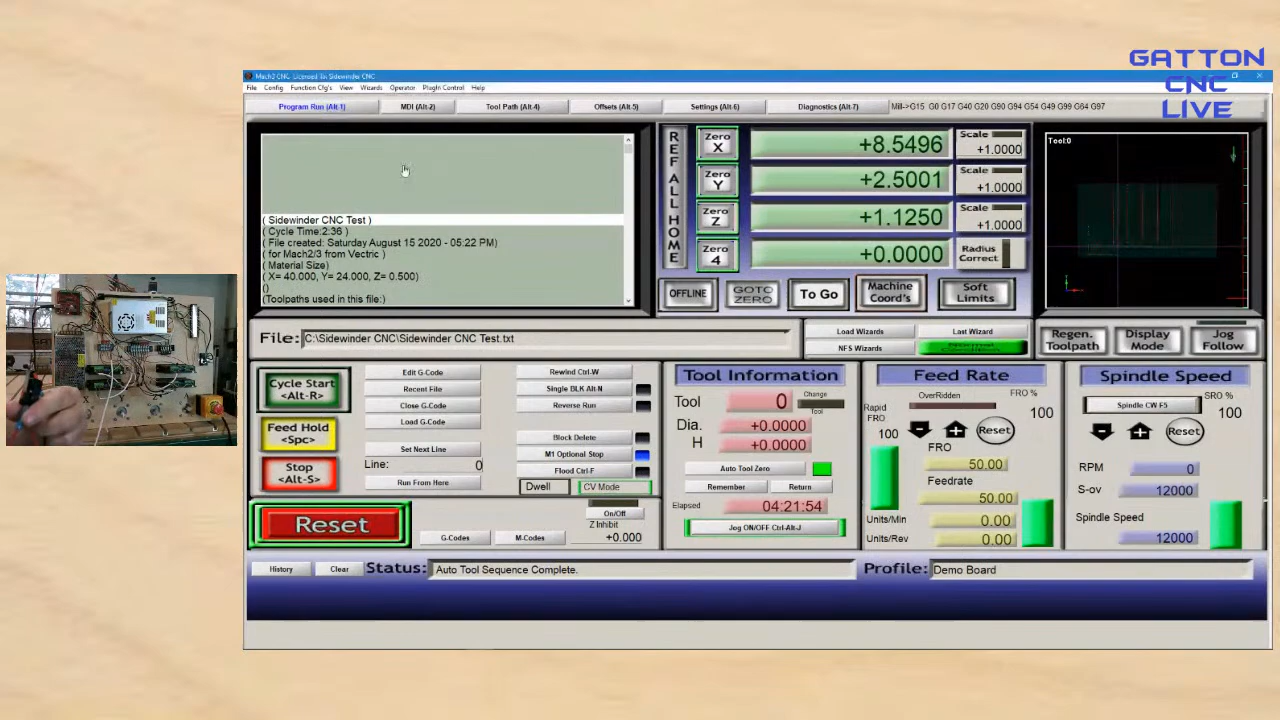 GATTON
CNC
LIVE
Mach3 CNC Licensed To: Sidewinder CNC
File Config Function Cfg's View Wizards Operator PlugIn Control Help
Program Run (Alt-1) MDI (Alt-2) Tool Path (Alt-4) Offsets (Alt-5) Settings (Alt-6) Diagnostics (Alt-7) Mill->G15 G0 G17 G40 G20 G90 G94 G54 G49 G99 G64 G97
( Sidewinder CNC Test )
( Cycle Time:2:36 )
( File created: Saturday August 15 2020 - 05:22 PM)
( for Mach2/3 from Vectric )
( Material Size)
( X= 40.000, Y= 24.000, Z= 0.500)
()
(Toolpaths used in this file:)
REF ALL HOME
Zero X +8.5496 Scale +1.0000
Zero Y +2.5001 Scale +1.0000
Zero Z +1.1250 Scale +1.0000
Zero 4 +0.0000 Radius Correct
OFFLINE GOTO ZERO To Go Machine Coord's Soft Limits
Tool:0
File: C:\Sidewinder CNC\Sidewinder CNC Test.txt
Load Wizards Last Wizard
NFS Wizards
Regen. Toolpath Display Mode Jog Follow
Cycle Start <Alt-R>
Feed Hold <Spc>
Stop <Alt-S>
Reset
Edit G-Code
Recent File
Close G-Code
Load G-Code
Set Next Line
Line: 0
Run From Here
Rewind Ctrl-W
Single BLK Alt-N
Reverse Run
Block Delete
M1 Optional Stop
Flood Ctrl-F
Dwell CV Mode
On/Off
Z Inhibit
+0.000
G-Codes M-Codes
Tool Information
Tool 0 Change Tool
Dia. +0.0000
H +0.0000
Auto Tool Zero
Remember Return
Elapsed 04:21:54
Jog ON/OFF Ctrl-Alt-J
Feed Rate
OverRidden FRO %
Rapid FRO 100
100
Reset
FRO
50.00
Feedrate
50.00
Units/Min 0.00
Units/Rev 0.00
Spindle Speed
Spindle CW F5 SRO %
100
Reset
RPM 0
S-ov 12000
Spindle Speed
12000
History Clear Status: Auto Tool Sequence Complete. Profile: Demo Board